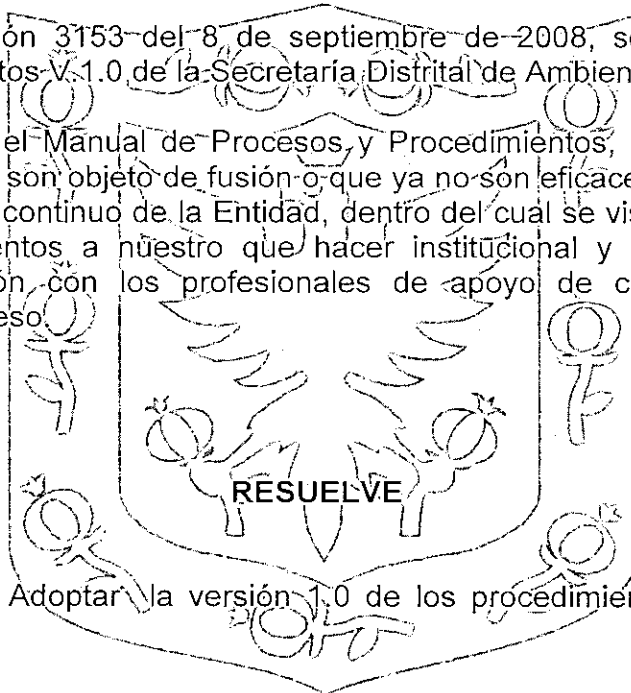 ón 3153 del 8 de septiembre de 2008, s
tos V.1.0 de la Secretaría Distrital de Ambien
el Manual de Procesos y Procedimientos,
son objeto de fusión o que ya no son eficace
continuo de la Entidad, dentro del cual se vis
entos a nuestro que hacer institucional y
ón con los profesionales de apoyo de c
eso.
RESUELVE
Adoptar la versión 1.0 de los procedimien